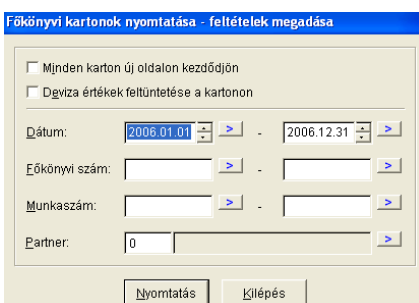 Főkönyvi kartonok nyomtatása - feltételek megadása
Minden karton új oldalon kezdődjön
Deviza értékek feltüntetése a kartonon
Dátum: 2006.01.01 > - 2006.12.31 >
Főkönyvi szám: > - >
Munkaszám: > - >
Partner: 0 >
Nyomtatás Kilépés